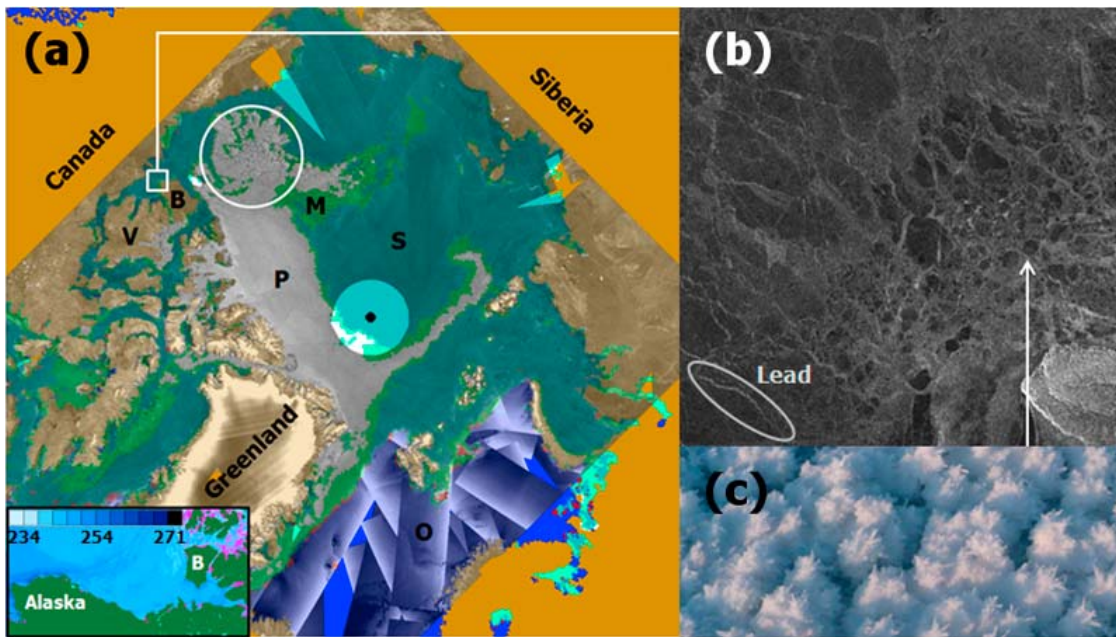 (a)
Canada
Siberia
B
V
M
S
P
Greenland
O
234 254 271
B
Alaska
(b)
Lead
(c)